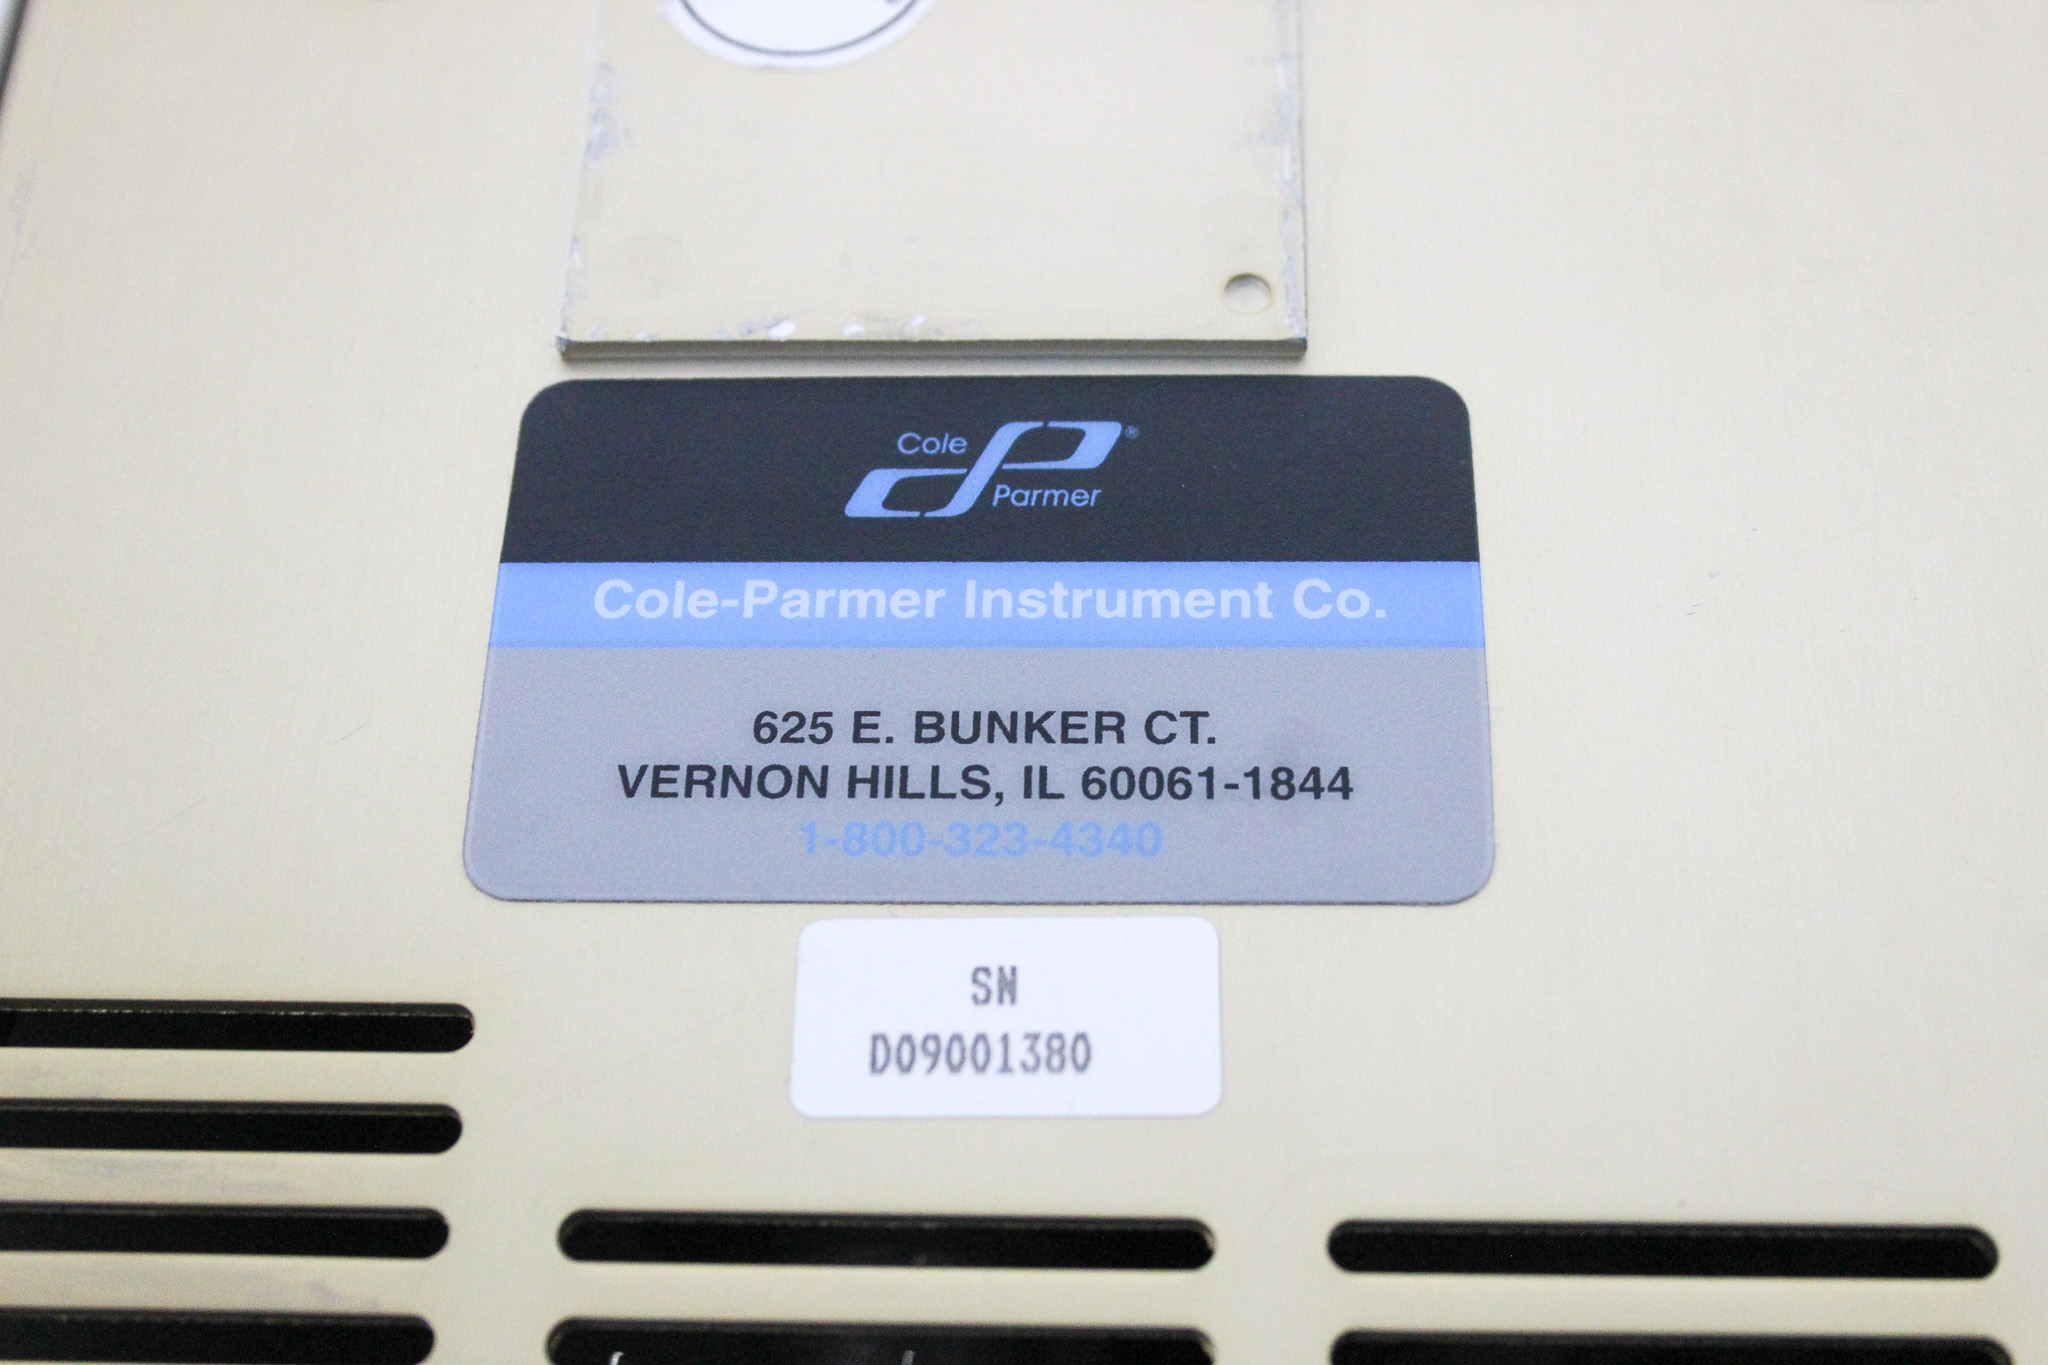 Cole
Parmer
®
Cole-Parmer Instrument Co.
625 E. BUNKER CT.
VERNON HILLS, IL 60061-1844
1-800-323-4340
SN
D09001380